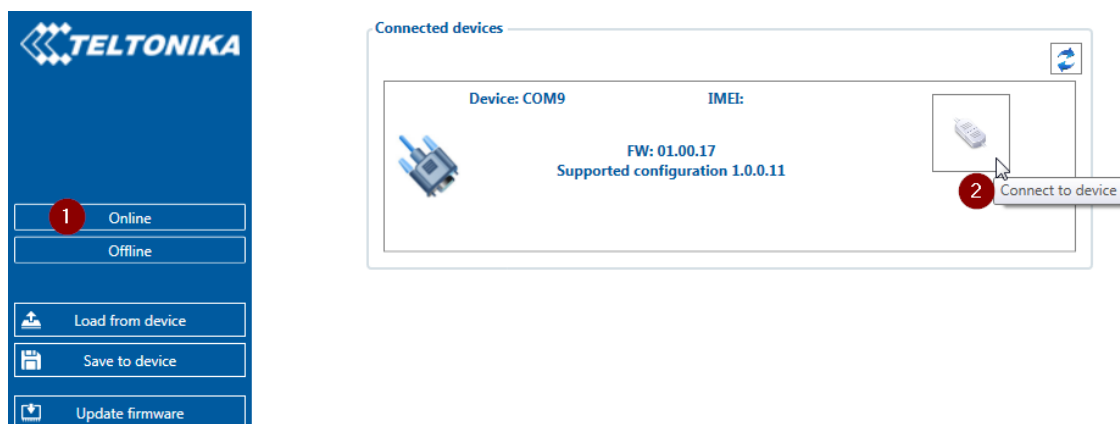 TELTONIKA
1 Online
Offline
Load from device
Save to device
Update firmware
Connected devices
Device: COM9 IMEI:
FW: 01.00.17
Supported configuration 1.0.0.11
2 Connect to device